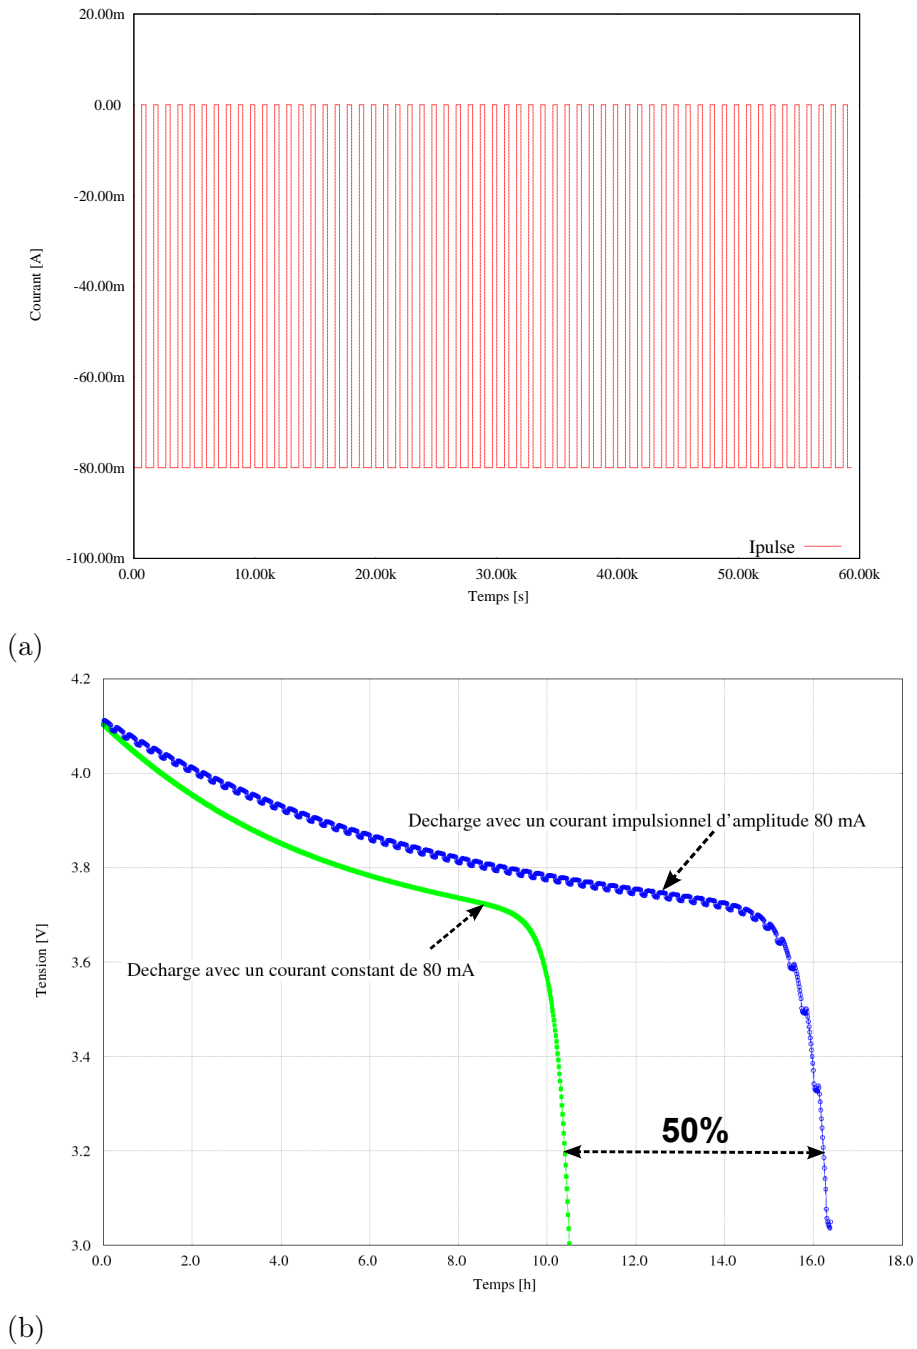 20.00m
0.00
-20.00m
-40.00m
-60.00m
-80.00m
-100.00m
Courant [A]
Ipulse
0.00 10.00k 20.00k 30.00k 40.00k 50.00k 60.00k
Temps [s]
(a)
4.2
4.0
3.8
3.6
3.4
3.2
3.0
Tension [V]
Decharge avec un courant impulsionnel d'amplitude 80 mA
Decharge avec un courant constant de 80 mA
50%
0.0 2.0 4.0 6.0 8.0 10.0 12.0 14.0 16.0 18.0
Temps [h]
(b)